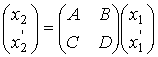 (x₂ x₂') = (A B C D)(x₁ x₁')